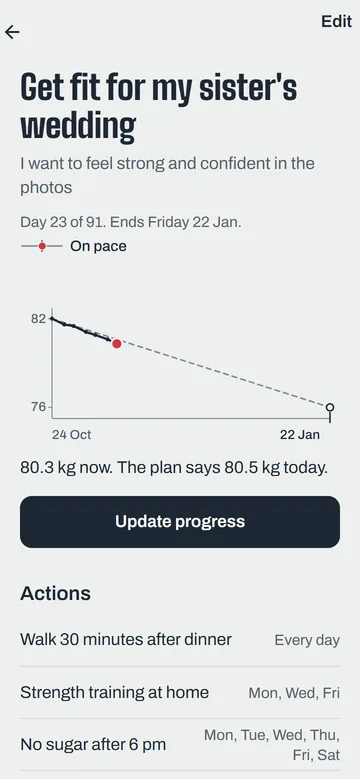 Edit
Get fit for my sister's
wedding
I want to feel strong and confident in the
photos
Day 23 of 91. Ends Friday 22 Jan.
On pace
82
76
24 Oct
22 Jan
80.3 kg now. The plan says 80.5 kg today.
Update progress
Actions
Walk 30 minutes after dinner
Every day
Strength training at home
Mon, Wed, Fri
No sugar after 6 pm
Mon, Tue, Wed, Thu,
Fri, Sat